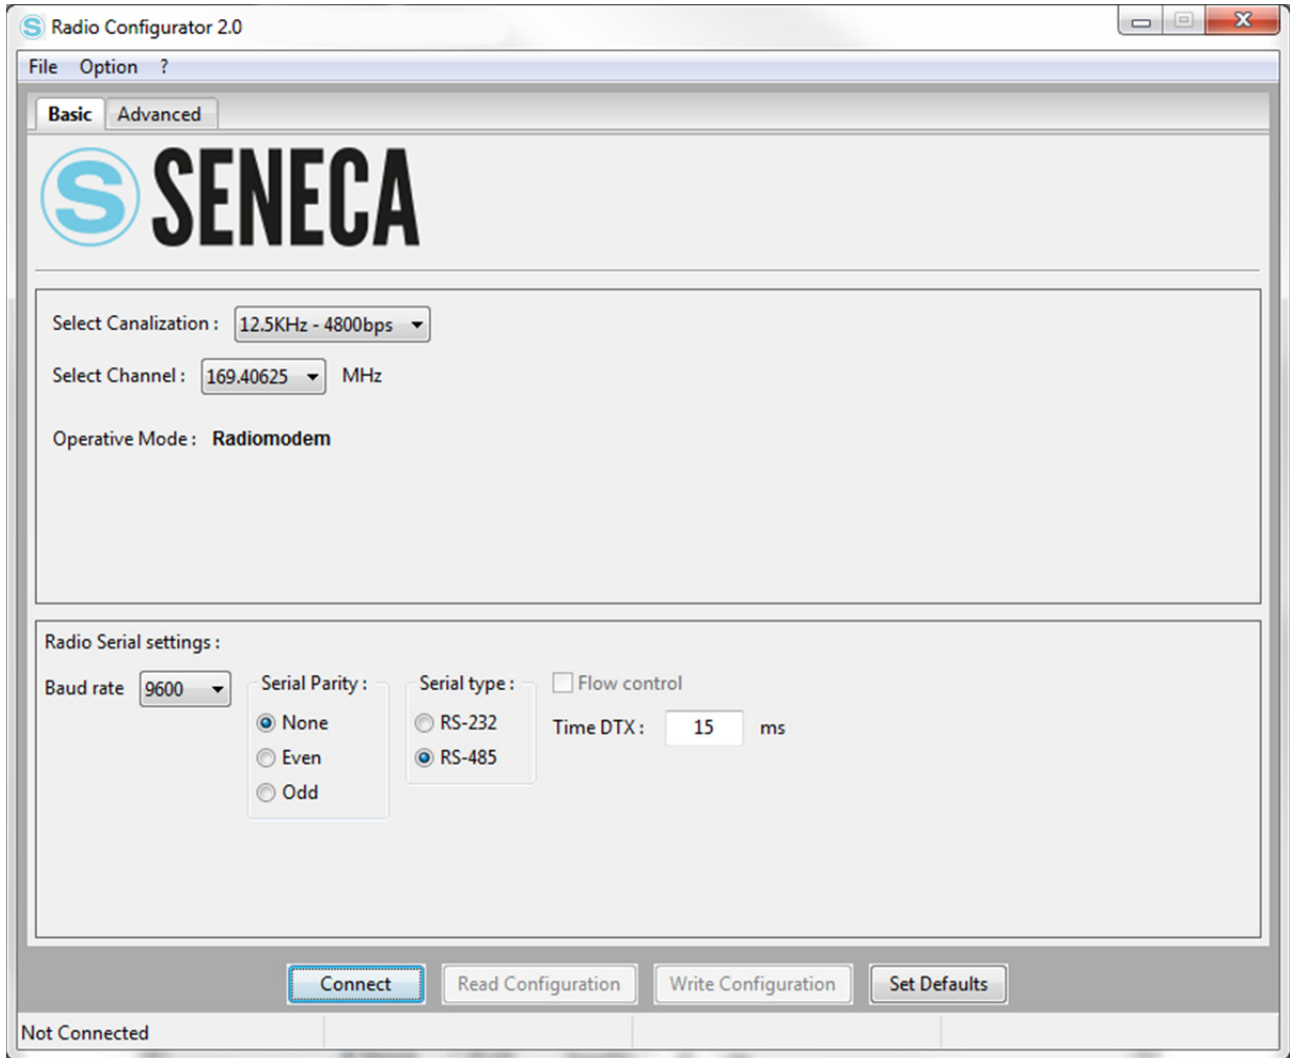 S Radio Configurator 2.0
File Option ?
Basic Advanced
S SENECA
Select Canalization : 12.5KHz - 4800bps
Select Channel : 169.40625 MHz
Operative Mode : Radiomodem
Radio Serial settings :
Baud rate 9600
Serial Parity :
None
Even
Odd
Serial type :
RS-232
RS-485
Flow control
Time DTX : 15 ms
Connect Read Configuration Write Configuration Set Defaults
Not Connected